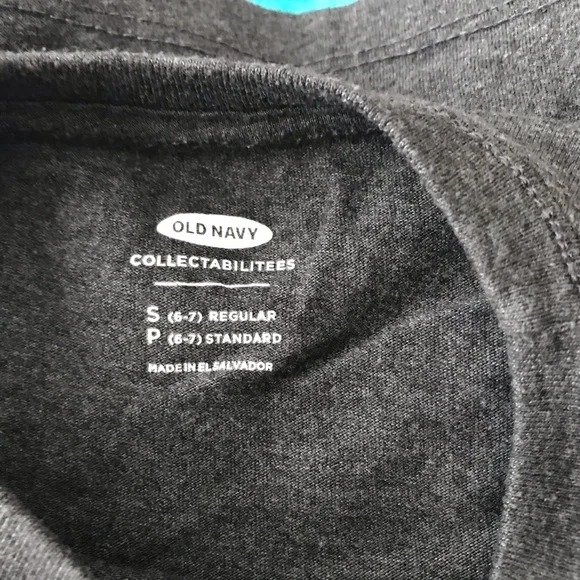 OLD NAVY
COLLECTABILITEES
S (6-7) REGULAR
P (6-7) STANDARD
MADE IN EL SALVADOR